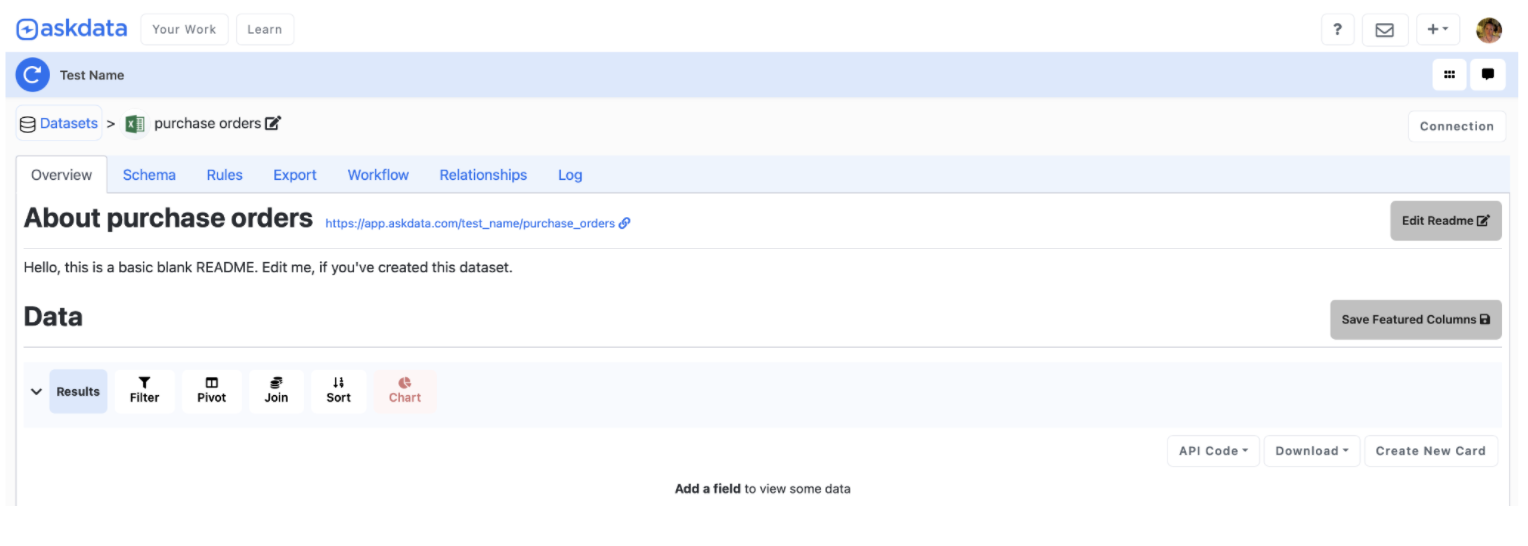 askdata Your Work Learn ? +
Test Name
Datasets > purchase orders Connection
Overview Schema Rules Export Workflow Relationships Log
About purchase orders https://app.askdata.com/test_name/purchase_orders Edit Readme
Hello, this is a basic blank README. Edit me, if you've created this dataset.
Data Save Featured Columns
Results Filter Pivot Join Sort Chart
API Code Download Create New Card
Add a field to view some data